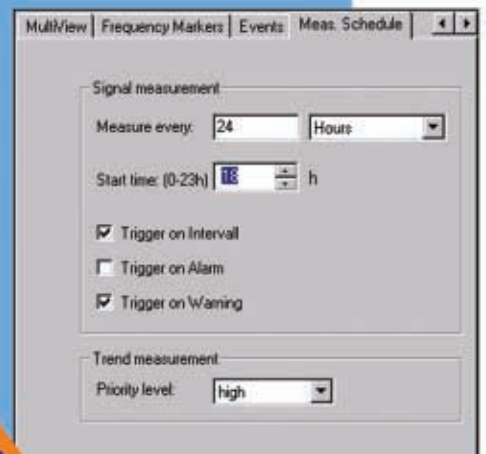 MultiView Frequency Markers Events Meas. Schedule
Signal measurement
Measure every: 24 Hours
Start time: (0-23h) 18 h
Trigger on Intervall
Trigger on Alarm
Trigger on Warning
Trend measurement
Priority level: high